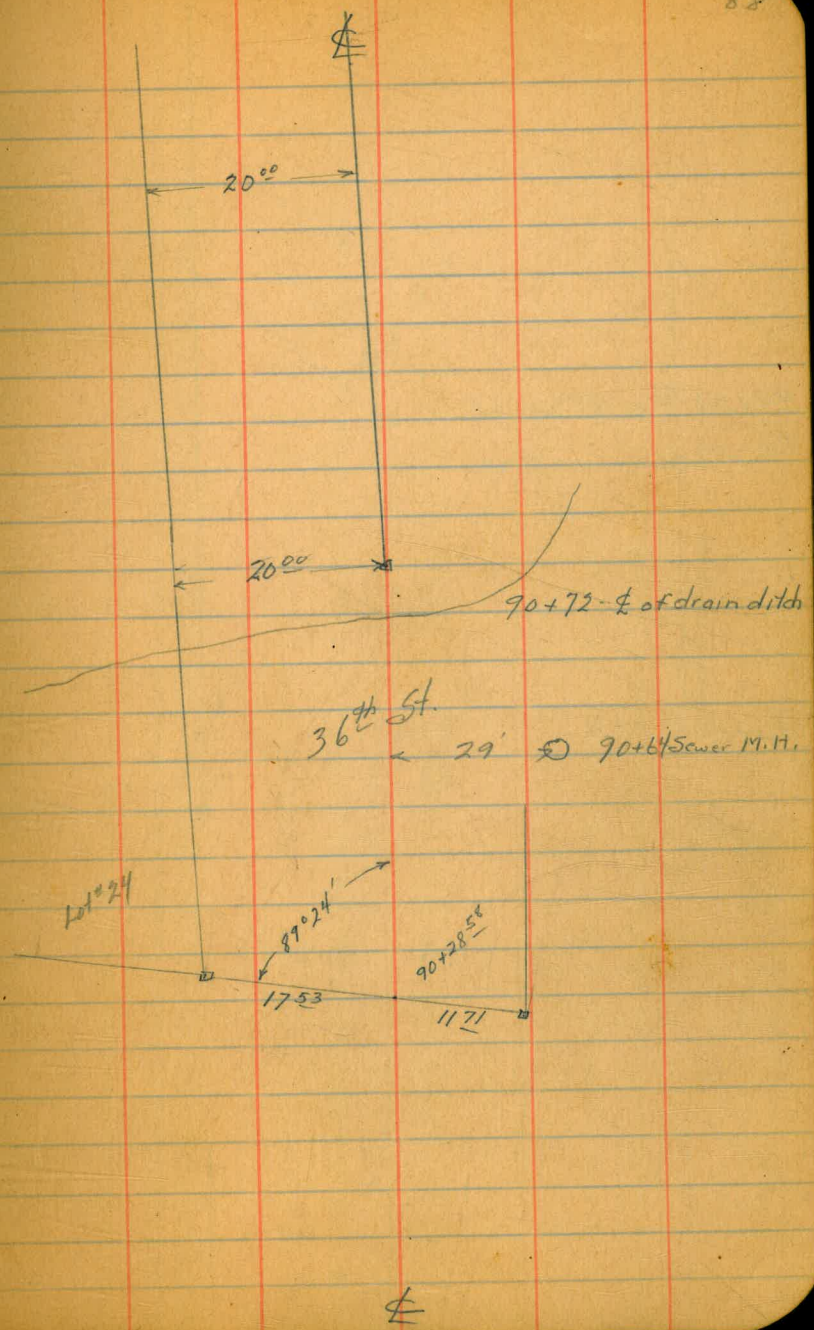 ℄
20 00
20 00
90+72 - ℄ of drain ditch
36th St.
29' 90+64 Sewer M.H.
Lot #24
89°24'
90+28 58
17 53
11 71
℄